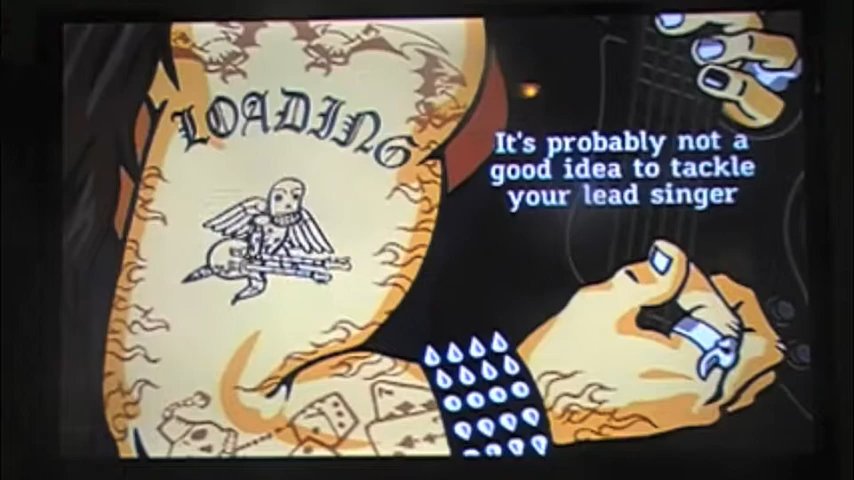 LOADING
It's probably not a
good idea to tackle
your lead singer